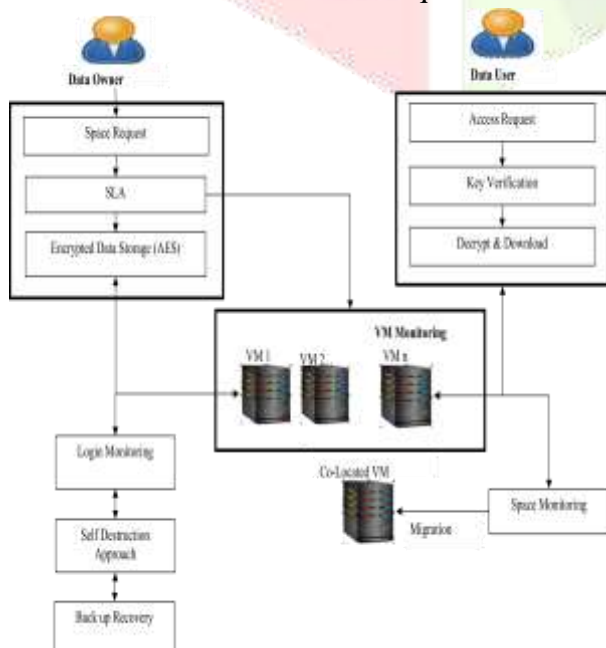 Data Owner
Space Request
SLA
Encrypted Data Storage (AES)
Data User
Access Request
Key Verification
Decrypt & Download
VM Monitoring
VM 1
VM 2
VM n
Co-Located VM
Migration
Space Monitoring
Login Monitoring
Self Destruction
Approach
Back up Recovery